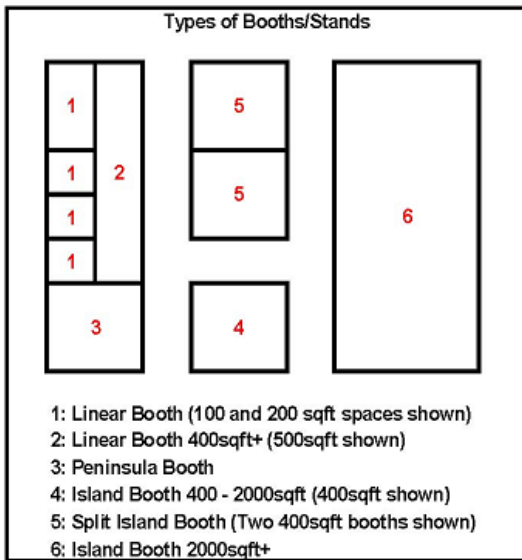 Types of Booths/Stands
1
5
1
2
5
1
6
1
3
4
1: Linear Booth (100 and 200 sqft spaces shown)
2: Linear Booth 400sqft+ (500sqft shown)
3: Peninsula Booth
4: Island Booth 400 - 2000sqft (400sqft shown)
5: Split Island Booth (Two 400sqft booths shown)
6: Island Booth 2000sqft+